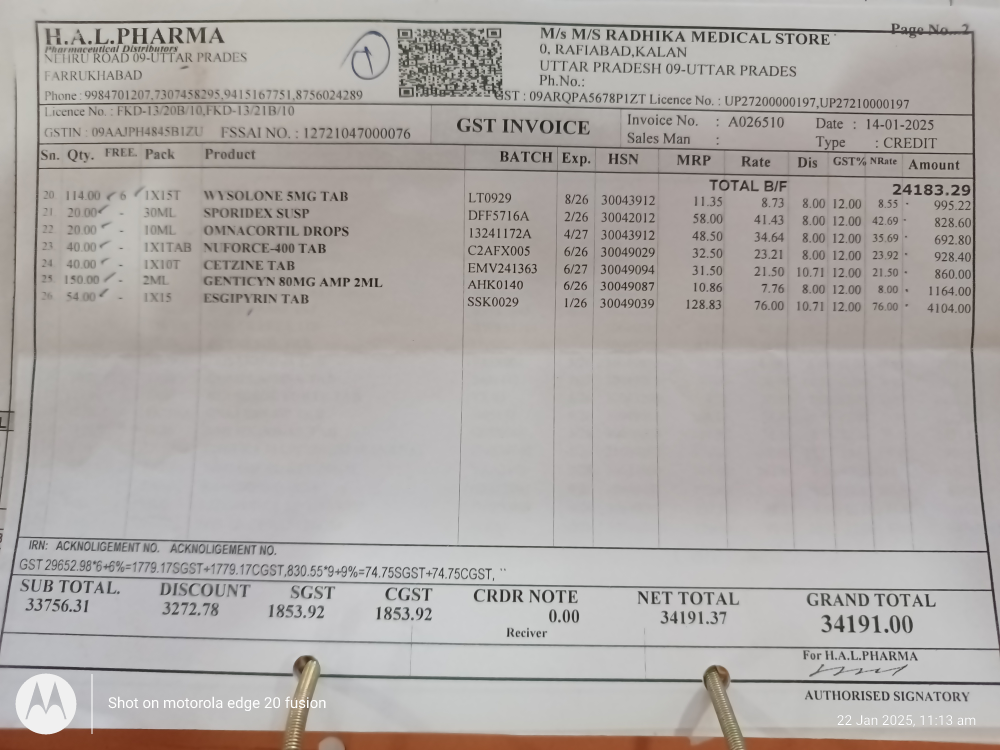 Page No.. 2
H.A.L.PHARMA
Pharmaceutical Distributors
NEHRU ROAD 09-UTTAR PRADES
FARRUKHABAD
Phone : 9984701207,7307458295,9415167751,8756024289
M/s M/S RADHIKA MEDICAL STORE
0, RAFIABAD,KALAN
UTTAR PRADESH 09-UTTAR PRADES
Ph.No.:
GST : 09ARQPA5678P1ZT Licence No. : UP27200000197,UP27210000197
Licence No. : FKD-13/20B/10,FKD-13/21B/10
GSTIN : 09AAJPH4845B1ZU FSSAI NO. : 12721047000076
GST INVOICE
Invoice No. : A026510 Date : 14-01-2025
Sales Man : Type : CREDIT
Sn. Qty. FREE. Pack Product BATCH Exp. HSN MRP Rate Dis GST% NRate Amount
TOTAL B/F 24183.29
20 114.00 6 1X15T WYSOLONE 5MG TAB LT0929 8/26 30043912 11.35 8.73 8.00 12.00 8.55 995.22
21 20.00 - 30ML SPORIDEX SUSP DFF5716A 2/26 30042012 58.00 41.43 8.00 12.00 42.69 828.60
22 20.00 - 10ML OMNACORTIL DROPS 13241172A 4/27 30043912 48.50 34.64 8.00 12.00 35.69 692.80
23 40.00 - 1X1TAB NUFORCE-400 TAB C2AFX005 6/26 30049029 32.50 23.21 8.00 12.00 23.92 928.40
24 40.00 - 1X10T CETZINE TAB EMV241363 6/27 30049094 31.50 21.50 10.71 12.00 21.50 860.00
25 150.00 - 2ML GENTICYN 80MG AMP 2ML AHK0140 6/26 30049087 10.86 7.76 8.00 12.00 8.00 1164.00
26 54.00 - 1X15 ESGIPYRIN TAB SSK0029 1/26 30049039 128.83 76.00 10.71 12.00 76.00 4104.00
IRN: ACKNOLIGEMENT NO. ACKNOLIGEMENT NO.
GST 29652.98*6+6%=1779.17SGST+1779.17CGST,830.55*9+9%=74.75SGST+74.75CGST,
SUB TOTAL. DISCOUNT SGST CGST CRDR NOTE NET TOTAL GRAND TOTAL
33756.31 3272.78 1853.92 1853.92 0.00 34191.37 34191.00
Reciver
For H.A.L.PHARMA
AUTHORISED SIGNATORY
Shot on motorola edge 20 fusion
22 Jan 2025, 11:13 am